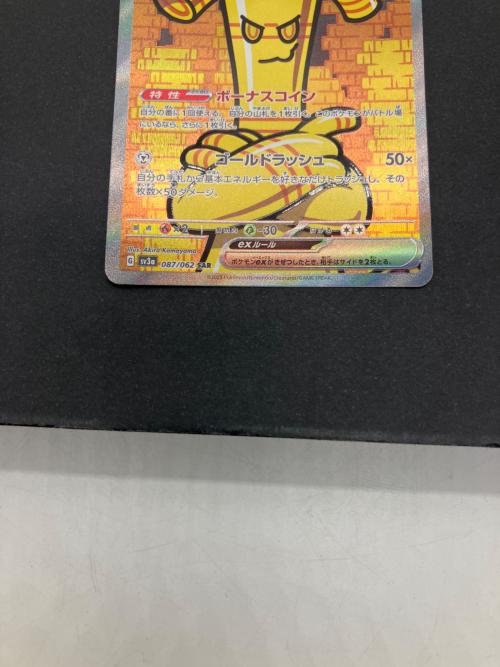 特性 ボーナスコイン
自分の番に1回使える。自分の山札を1枚引く。このポケモンがバトル場
にいるなら、さらに1枚引く。
ゴールドラッシュ 50×
自分の手札から基本エネルギーを好きなだけトラッシュし、その
枚数×50ダメージ。
×2 -30
exルール
ポケモンexがきぜつしたとき、相手はサイドを2枚とる。
Illus. Akira Komayama
G sv3a 087/062 SAR